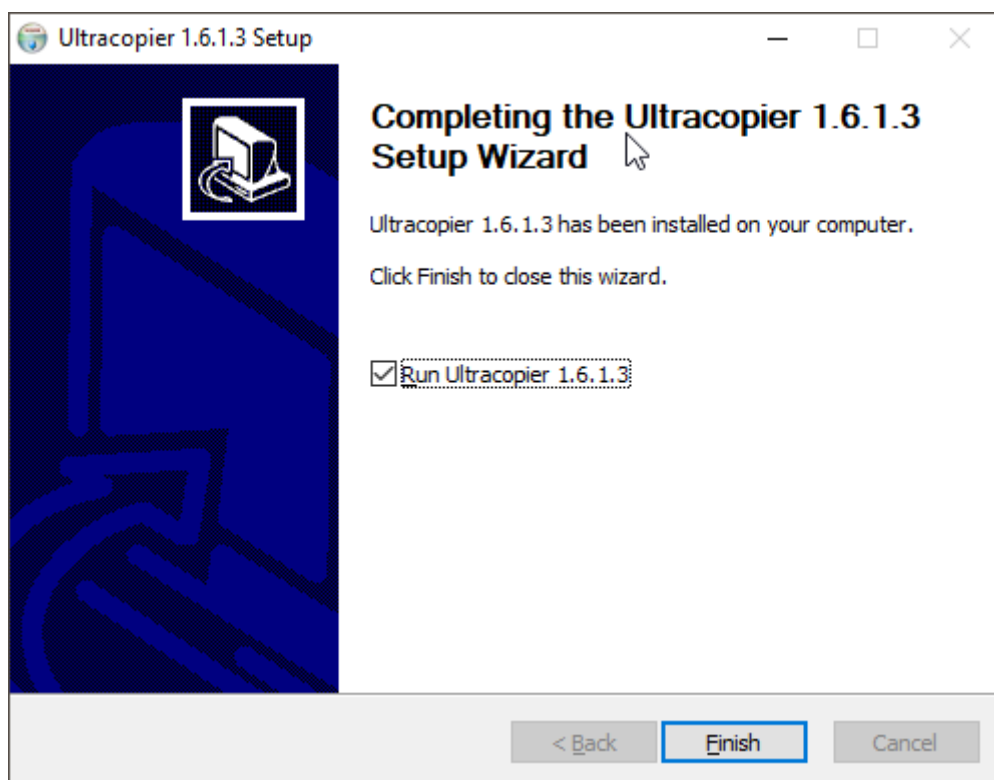 Ultracopier 1.6.1.3 Setup
Completing the Ultracopier 1.6.1.3
Setup Wizard
Ultracopier 1.6.1.3 has been installed on your computer.
Click Finish to close this wizard.
Run Ultracopier 1.6.1.3
< Back Finish Cancel